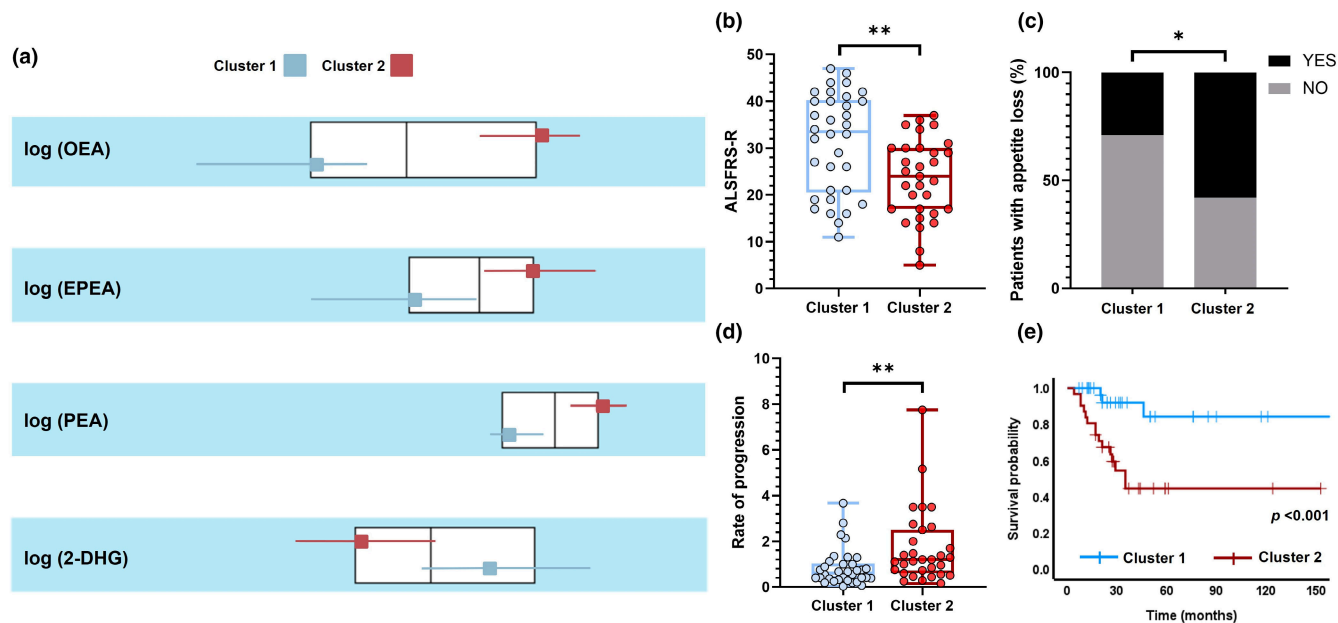 (a)
Cluster 1 Cluster 2
log (OEA)
log (EPEA)
log (PEA)
log (2-DHG)
(b)
**
ALSFRS-R
50
40
30
20
10
0
Cluster 1 Cluster 2
(c)
*
YES
NO
Patients with appetite loss (%)
100
50
0
Cluster 1 Cluster 2
(d)
**
Rate of progression
10
8
6
4
2
0
Cluster 1 Cluster 2
(e)
Survival probability
1.0
0.8
0.6
0.4
0.2
0.0
p <0.001
Cluster 1 Cluster 2
0 30 60 90 120 150
Time (months)